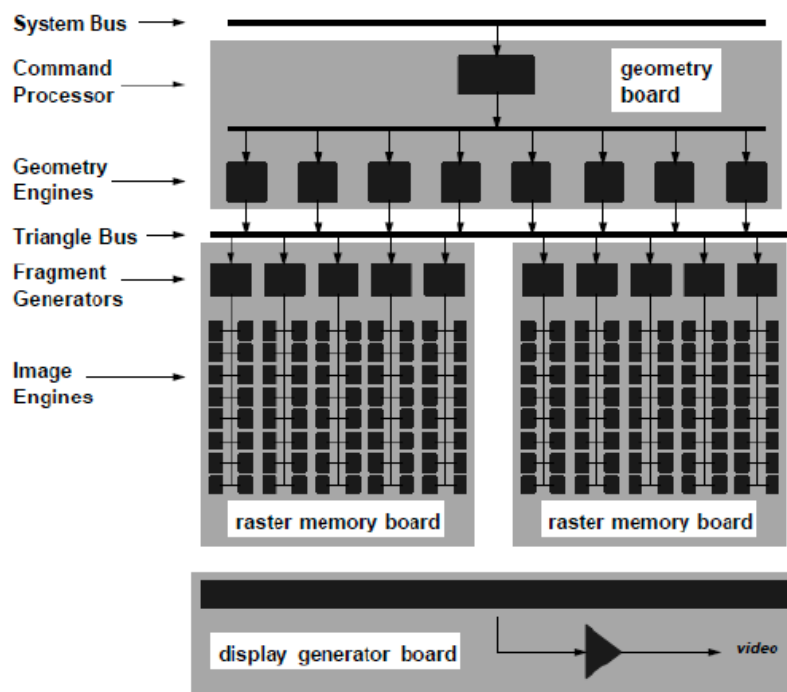 System Bus
Command
Processor
geometry
board
Geometry
Engines
Triangle Bus
Fragment
Generators
Image
Engines
raster memory board
raster memory board
display generator board
video